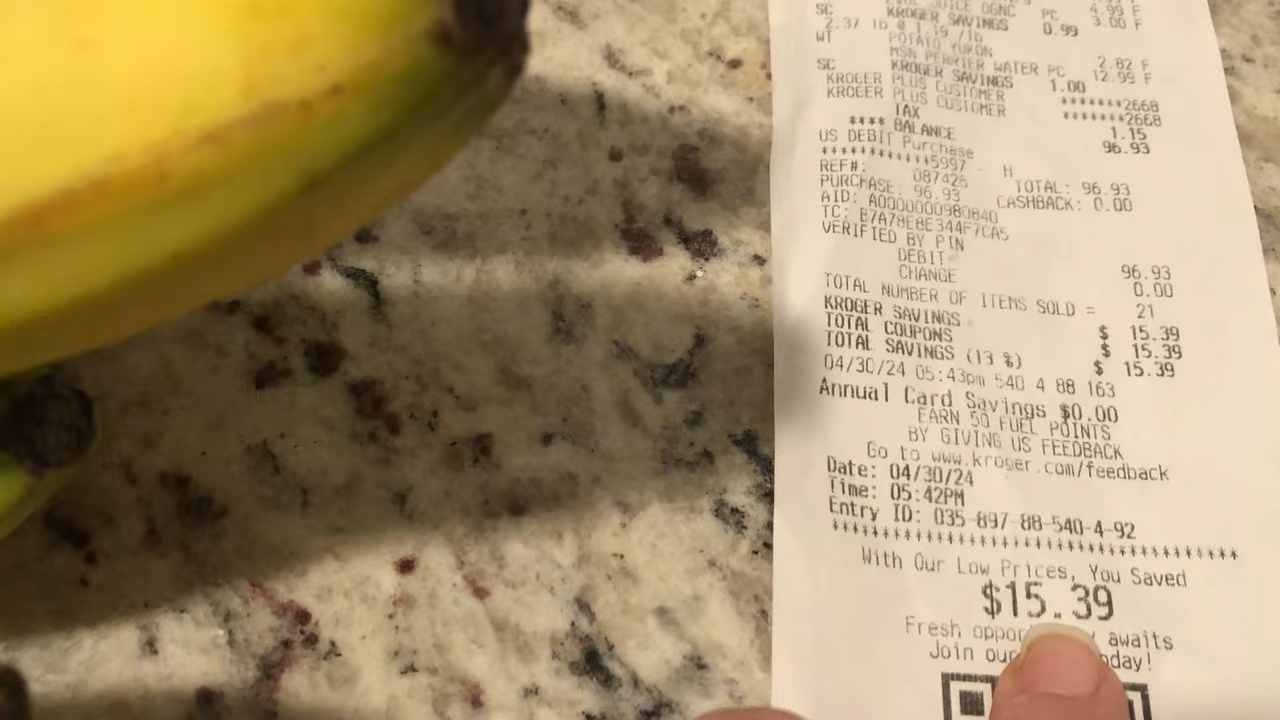 JUICE OGNC PC 4.99 F
SC KROGER SAVINGS 0.99 3.00 F
2.37 lb @ 1.19 /lb
WT POTATO YUKON 2.82 F
MSN PERRIER WATER PC 12.99 F
SC KROGER SAVINGS 1.00
KROGER PLUS CUSTOMER *******2668
KROGER PLUS CUSTOMER *******2668
TAX 1.15
**** BALANCE 96.93
US DEBIT Purchase
************5997 - H
REF#: 087426 TOTAL: 96.93
PURCHASE: 96.93 CASHBACK: 0.00
AID: A0000000980840
TC: B7A78E8E344F7CA5
VERIFIED BY PIN
DEBIT 96.93
CHANGE 0.00
TOTAL NUMBER OF ITEMS SOLD = 21
KROGER SAVINGS $ 15.39
TOTAL COUPONS $ 15.39
TOTAL SAVINGS (13 %) $ 15.39
04/30/24 05:43pm 540 4 88 163
Annual Card Savings $0.00
EARN 50 FUEL POINTS
BY GIVING US FEEDBACK
Go to www.kroger.com/feedback
Date: 04/30/24
Time: 05:42PM
Entry ID: 035-897-88-540-4-92
********************************
With Our Low Prices, You Saved
$15.39
Fresh awaits
Join